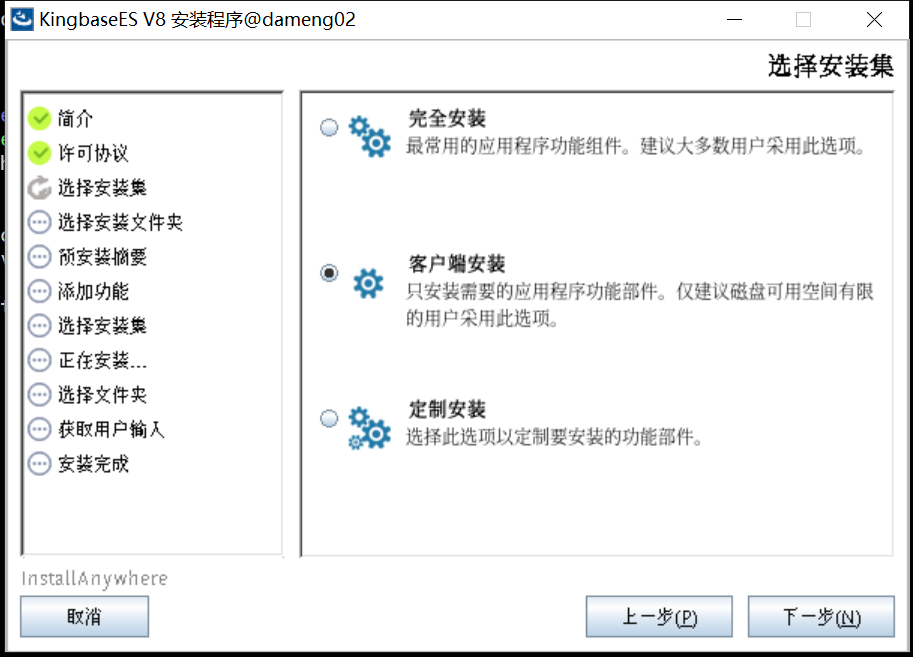 KingbaseES V8 安装程序@dameng02
选择安装集
简介
许可协议
选择安装集
选择安装文件夹
预安装摘要
添加功能
选择安装集
正在安装...
选择文件夹
获取用户输入
安装完成
完全安装
最常用的应用程序功能组件。建议大多数用户采用此选项。
客户端安装
只安装需要的应用程序功能部件。仅建议磁盘可用空间有限
的用户采用此选项。
定制安装
选择此选项以定制要安装的功能部件。
InstallAnywhere
取消
上一步(P)
下一步(N)